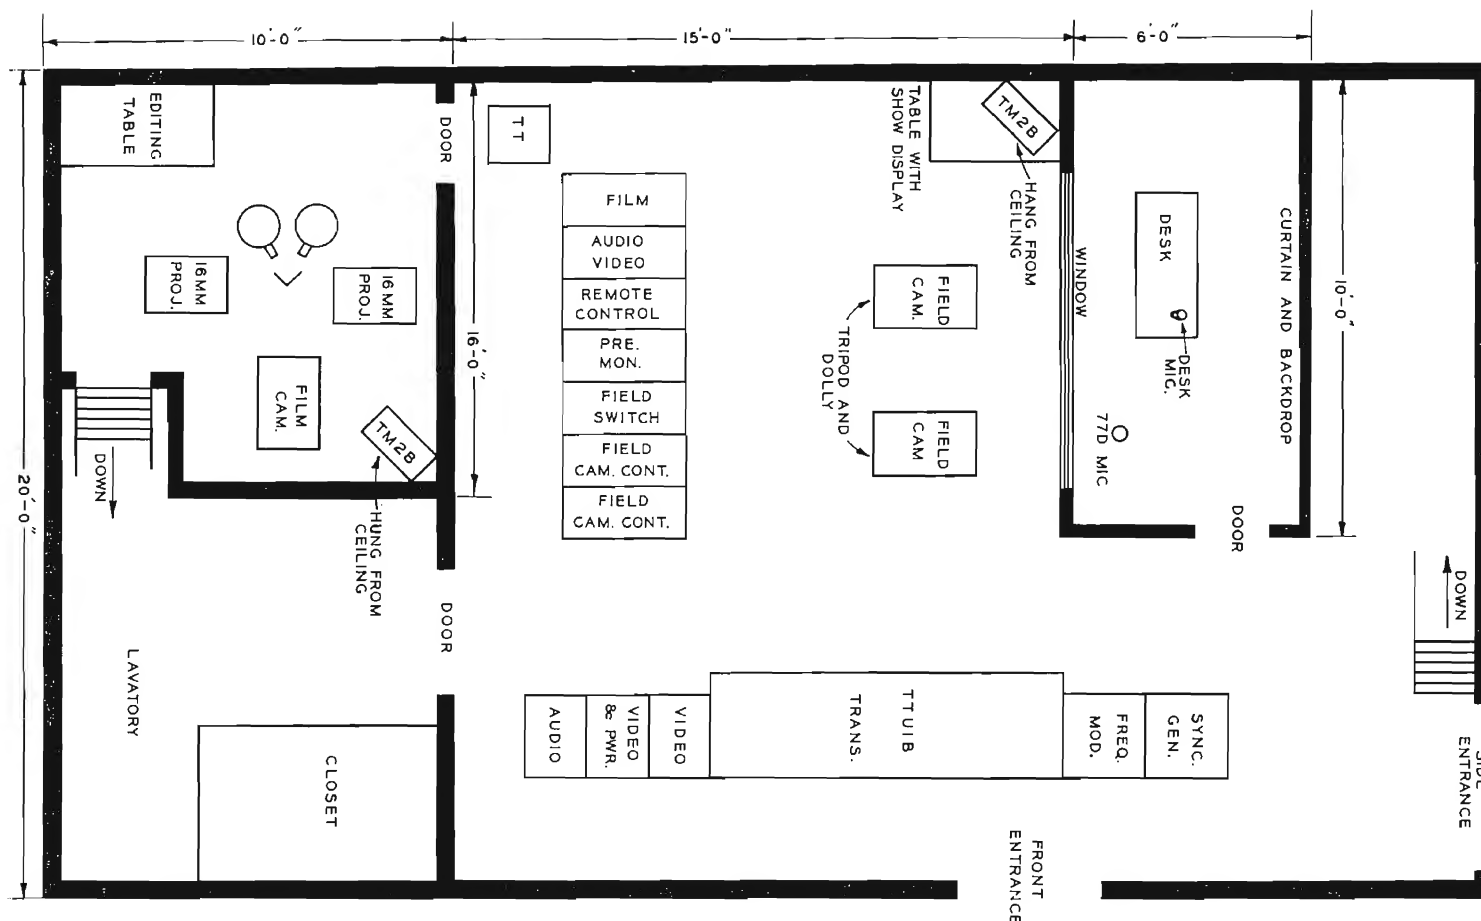 10'-0"
15'-0"
6'-0"
EDITING
TABLE
DOOR
TT
TABLE WITH
SHOW DISPLAY
TM2B
HANG FROM
CEILING
FILM
AUDIO
VIDEO
REMOTE
CONTROL
PRE.
MON.
FIELD
SWITCH
FIELD
CAM. CONT.
FIELD
CAM. CONT.
16MM
PROJ.
16MM
PROJ.
16'-0"
FILM
CAM.
TM2B
HUNG FROM
CEILING
DOWN
20'-0"
FIELD
CAM.
TRIPOD AND
DOLLY
FIELD
CAM
WINDOW
DESK
DESK
MIC.
77D MIC
CURTAIN AND BACKDROP
10'-0"
DOOR
DOWN
DOOR
LAVATORY
CLOSET
AUDIO
VIDEO
& PWR.
VIDEO
TTUIB
TRANS.
FREQ.
MOD.
SYNC.
GEN.
SIDE
ENTRANCE
FRONT
ENTRANCE